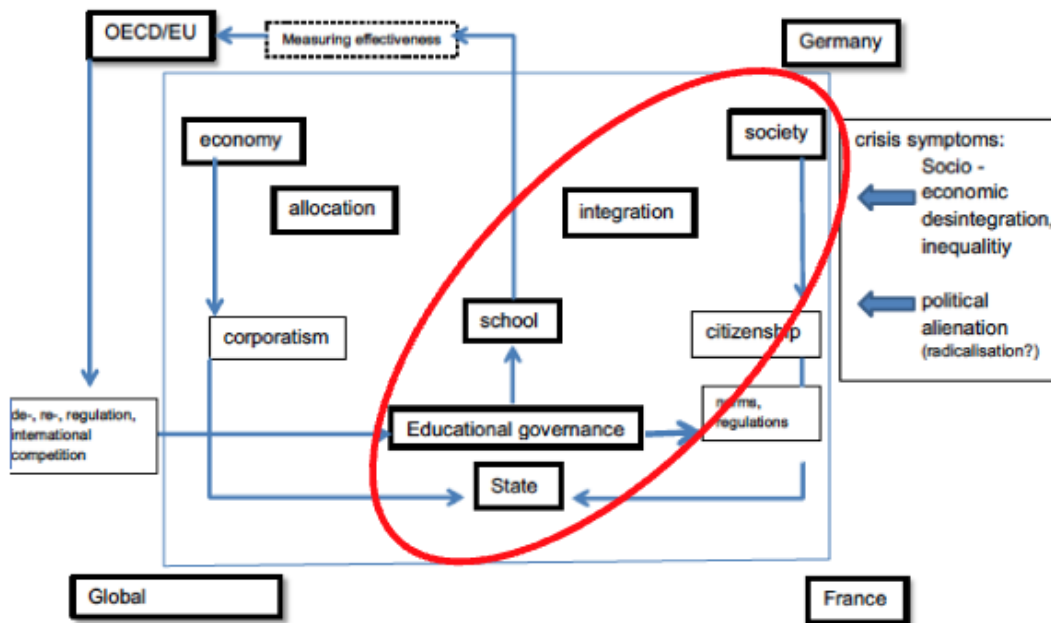 OECD/EU
Measuring effectiveness
Germany
economy
society
crisis symptoms:
Socio -
economic
desintegration,
inequalitiy
allocation
integration
political
alienation
(radicalisation?)
school
corporatism
citizenship
de-, re-, regulation,
international
competition
Educational governance
norms,
regulations
State
Global
France